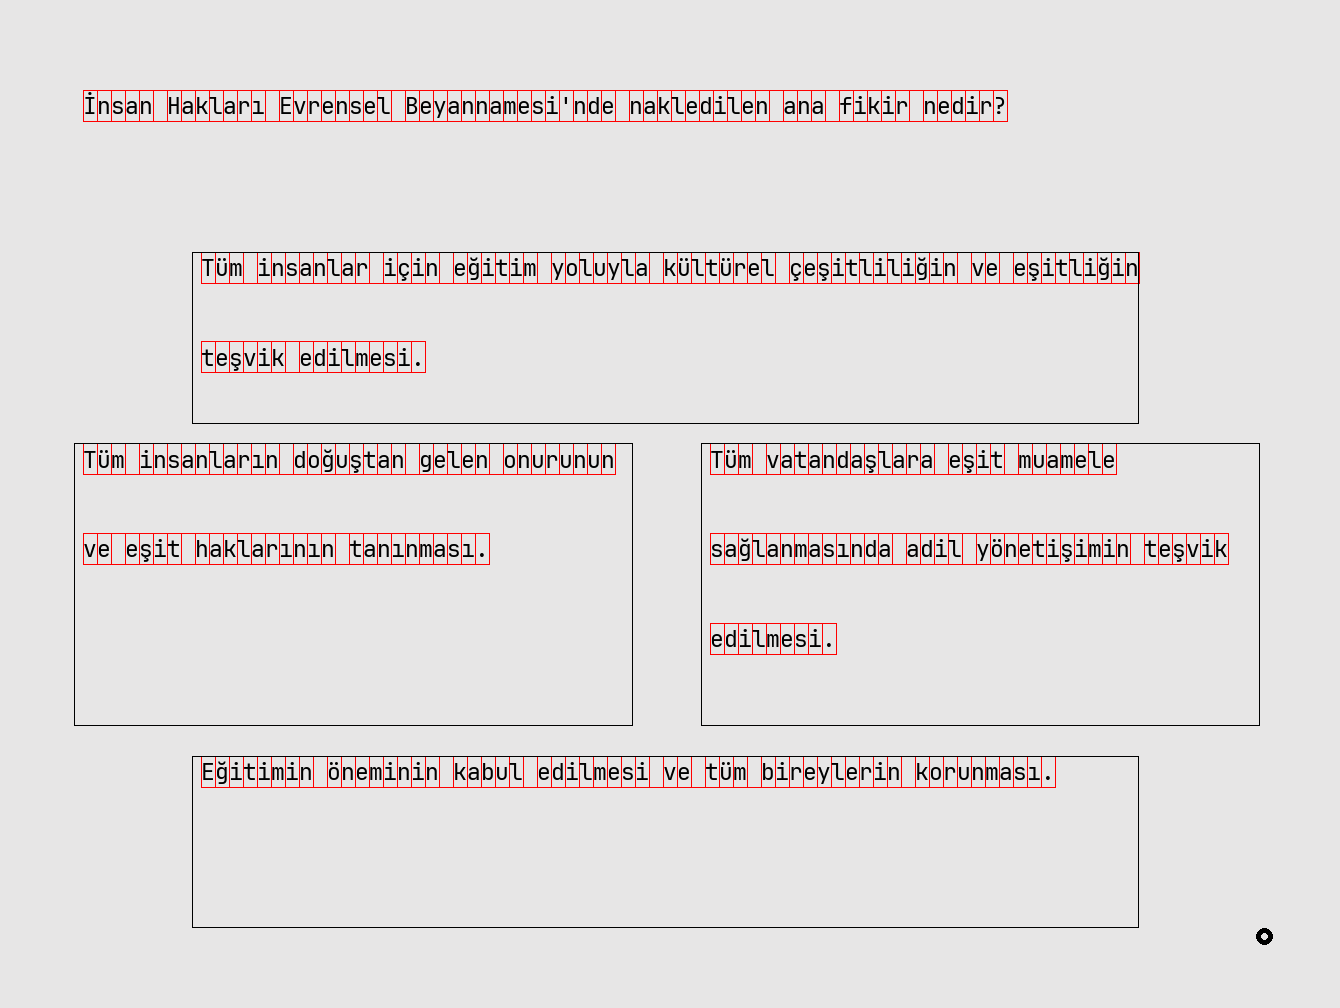 İnsan Hakları Evrensel Beyannamesi'nde nakledilen ana fikir nedir?
Tüm insanlar için eğitim yoluyla kültürel çeşitliliğin ve eşitliğin
teşvik edilmesi.
Tüm insanların doğuştan gelen onurunun
ve eşit haklarının tanınması.
Tüm vatandaşlara eşit muamele
sağlanmasında adil yönetişimin teşvik
edilmesi.
Eğitimin öneminin kabul edilmesi ve tüm bireylerin korunması.